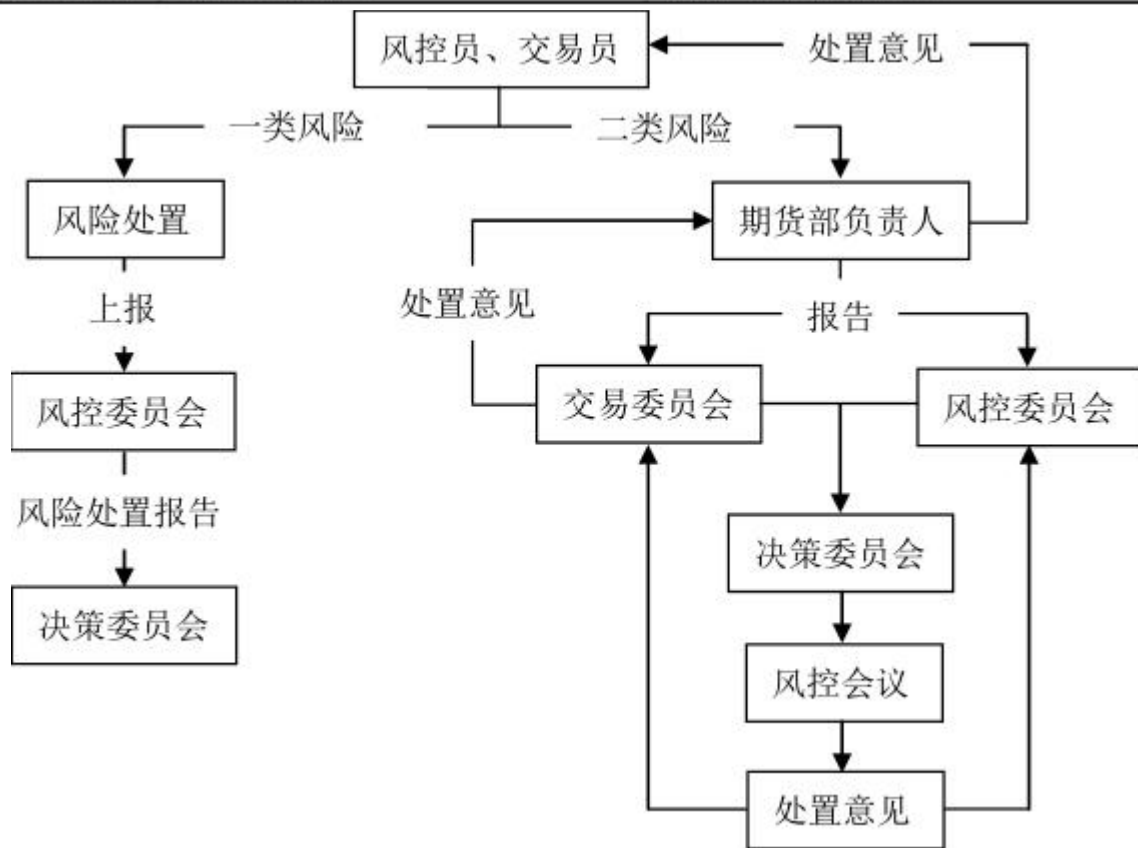 风控员、交易员
处置意见
一类风险
二类风险
风险处置
期货部负责人
上报
处置意见
报告
风控委员会
交易委员会
风控委员会
风险处置报告
决策委员会
决策委员会
风控会议
处置意见